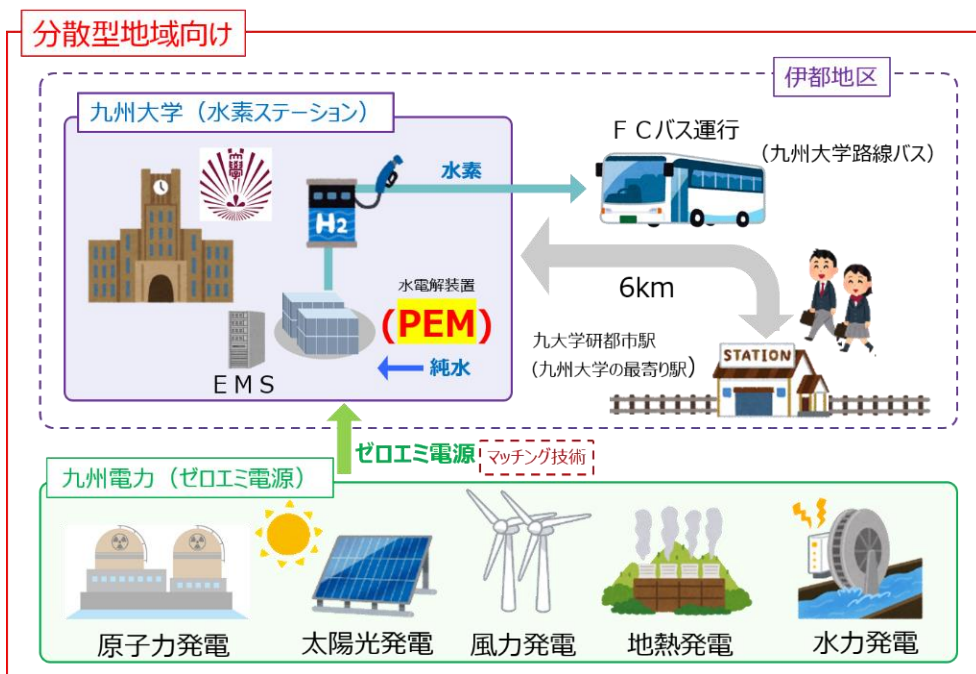 分散型地域向け
伊都地区
九州大学（水素ステーション）
ＦＣバス運行
(九州大学路線バス)
水素
H2
水電解装置
(PEM)
純水
ＥＭＳ
6km
九大学研都市駅
(九州大学の最寄り駅)
STATION
ゼロエミ電源
マッチング技術
九州電力（ゼロエミ電源）
原子力発電
太陽光発電
風力発電
地熱発電
水力発電